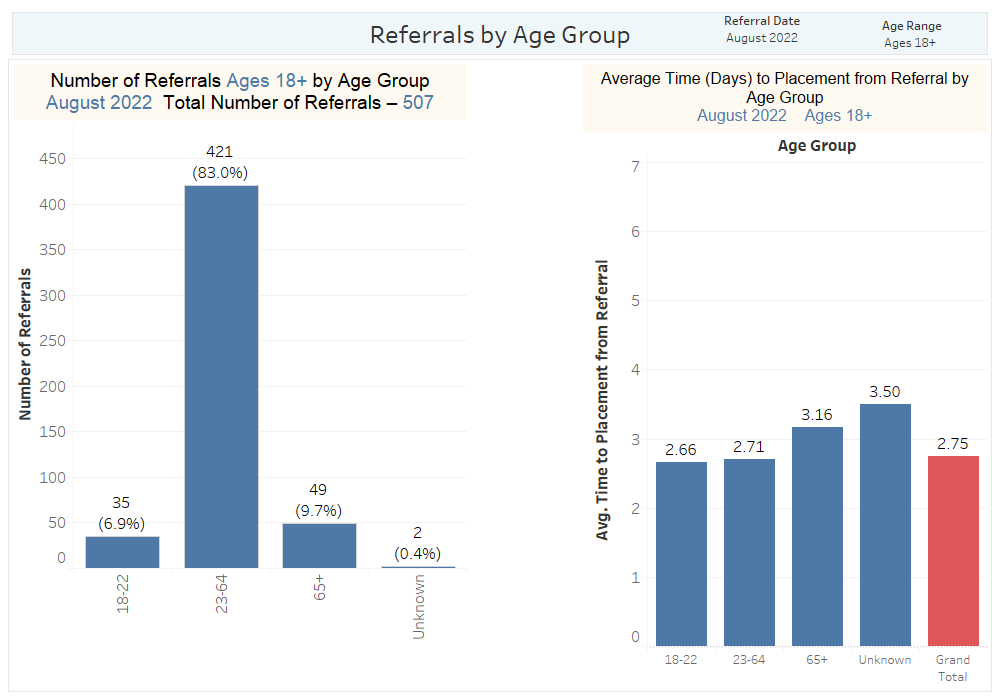 Referrals by Age Group
Referral Date
August 2022
Age Range
Ages 18+
Number of Referrals Ages 18+ by Age Group
August 2022 Total Number of Referrals – 507
Number of Referrals
450
400
350
300
250
200
150
100
50
0
35
(6.9%)
421
(83.0%)
49
(9.7%)
2
(0.4%)
18-22
23-64
65+
Unknown
Average Time (Days) to Placement from Referral by
Age Group
August 2022 Ages 18+
Age Group
Avg. Time to Placement from Referral
7
6
5
4
3
2
1
0
2.66
2.71
3.16
3.50
2.75
18-22
23-64
65+
Unknown
Grand
Total